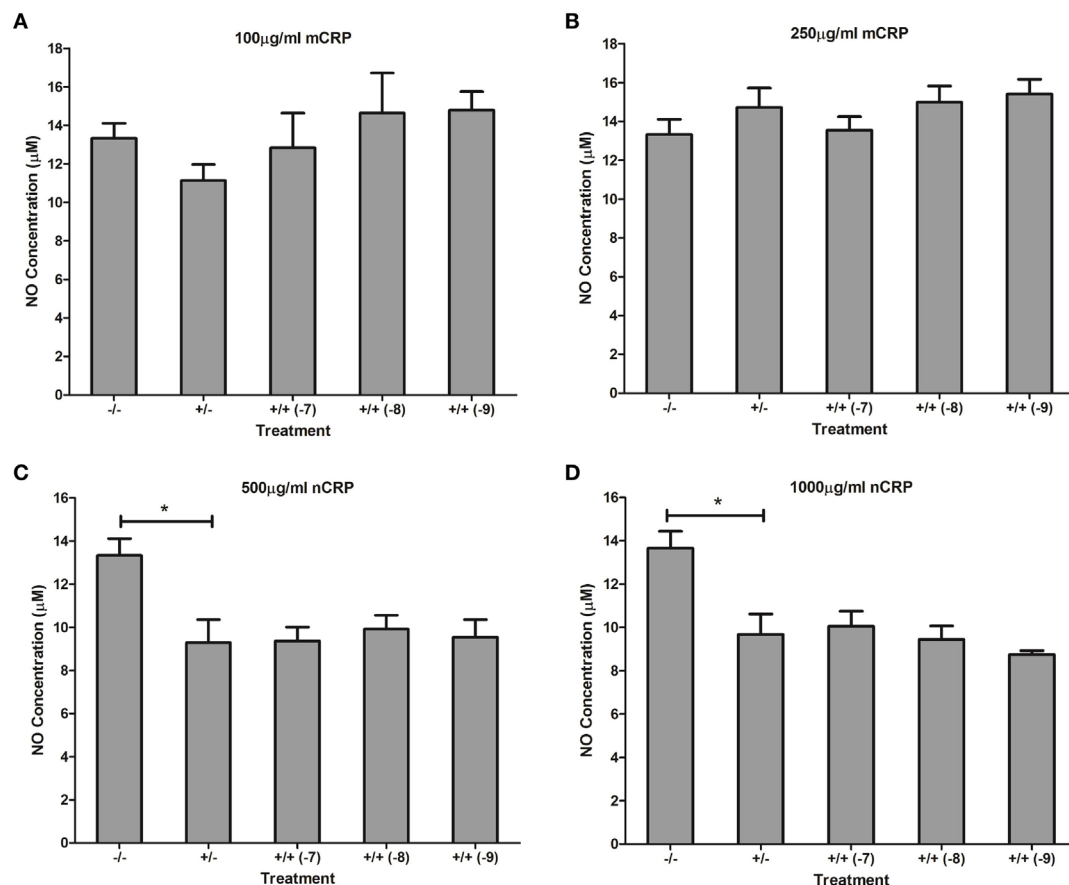 A
100μg/ml mCRP
NO Concentration (μM)
18
16
14
12
10
8
6
4
2
0
-/- +/- +/+ (-7) +/+ (-8) +/+ (-9)
Treatment
B
250μg/ml mCRP
NO Concentration (μM)
18
16
14
12
10
8
6
4
2
0
-/- +/- +/+ (-7) +/+ (-8) +/+ (-9)
Treatment
C
500μg/ml nCRP
NO Concentration (μM)
16
14
12
10
8
6
4
2
0
*
-/- +/- +/+ (-7) +/+ (-8) +/+ (-9)
Treatment
D
1000μg/ml nCRP
NO Concentration (μM)
16
14
12
10
8
6
4
2
0
*
-/- +/- +/+ (-7) +/+ (-8) +/+ (-9)
Treatment